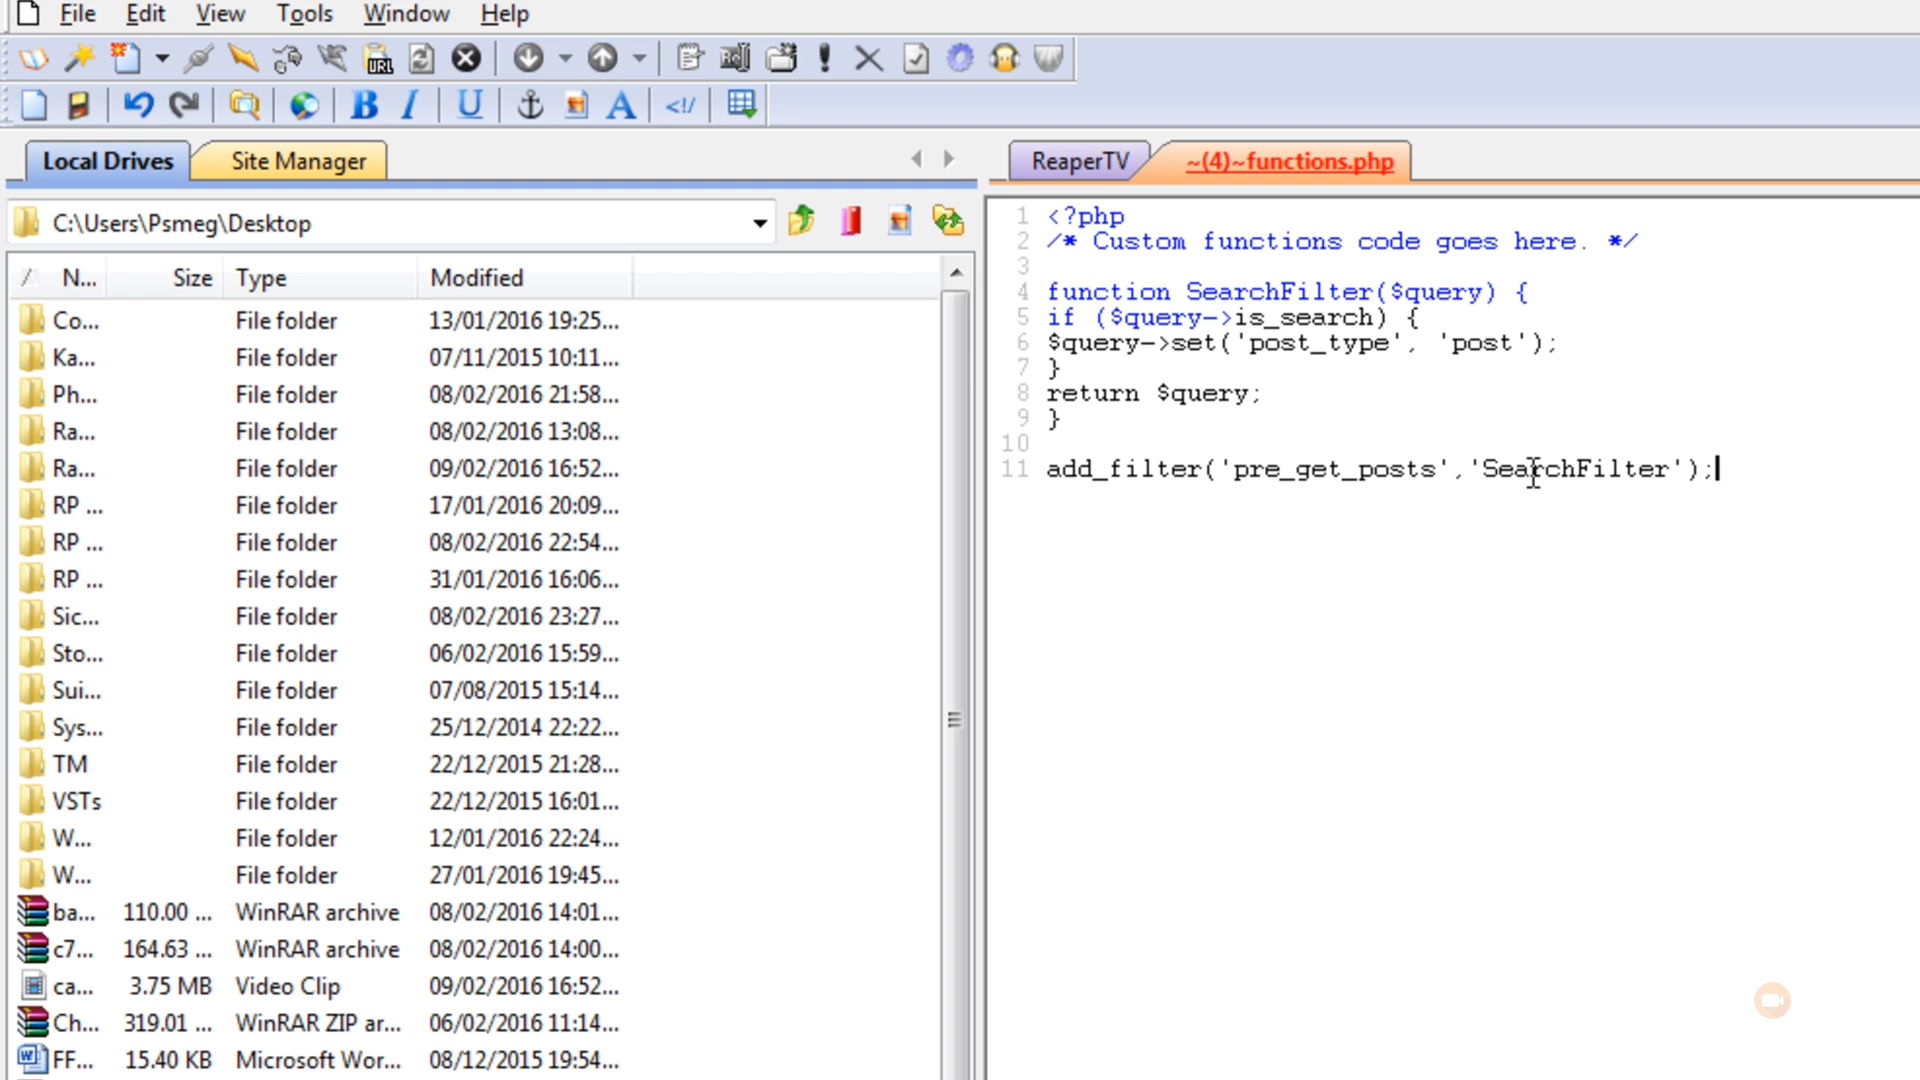 File Edit View Tools Window Help
URL
B I U A <!/
Local Drives Site Manager
C:\Users\Psmeg\Desktop
N... Size Type Modified
Co... File folder 13/01/2016 19:25...
Ka... File folder 07/11/2015 10:11...
Ph... File folder 08/02/2016 21:58...
Ra... File folder 08/02/2016 13:08...
Ra... File folder 09/02/2016 16:52...
RP ... File folder 17/01/2016 20:09...
RP ... File folder 08/02/2016 22:54...
RP ... File folder 31/01/2016 16:06...
Sic... File folder 08/02/2016 23:27...
Sto... File folder 06/02/2016 15:59...
Sui... File folder 07/08/2015 15:14...
Sys... File folder 25/12/2014 22:22...
TM File folder 22/12/2015 21:28...
VSTs File folder 22/12/2015 16:01...
W... File folder 12/01/2016 22:24...
W... File folder 27/01/2016 19:45...
ba... 110.00 ... WinRAR archive 08/02/2016 14:01...
c7... 164.63 ... WinRAR archive 08/02/2016 14:00...
ca... 3.75 MB Video Clip 09/02/2016 16:52...
Ch... 319.01 ... WinRAR ZIP ar... 06/02/2016 11:14...
FF... 15.40 KB Microsoft Wor... 08/12/2015 19:54...
ReaperTV ~(4)~functions.php
1 <?php
2 /* Custom functions code goes here. */
3
4 function SearchFilter($query) {
5 if ($query->is_search) {
6 $query->set('post_type', 'post');
7 }
8 return $query;
9 }
10
11 add_filter('pre_get_posts','SearchFilter');